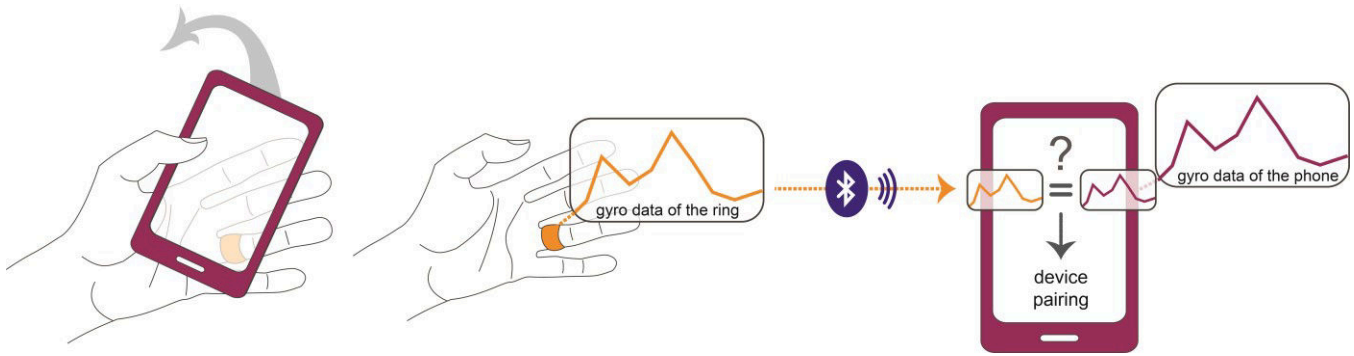 gyro data of the ring
?
=
gyro data of the phone
device
pairing